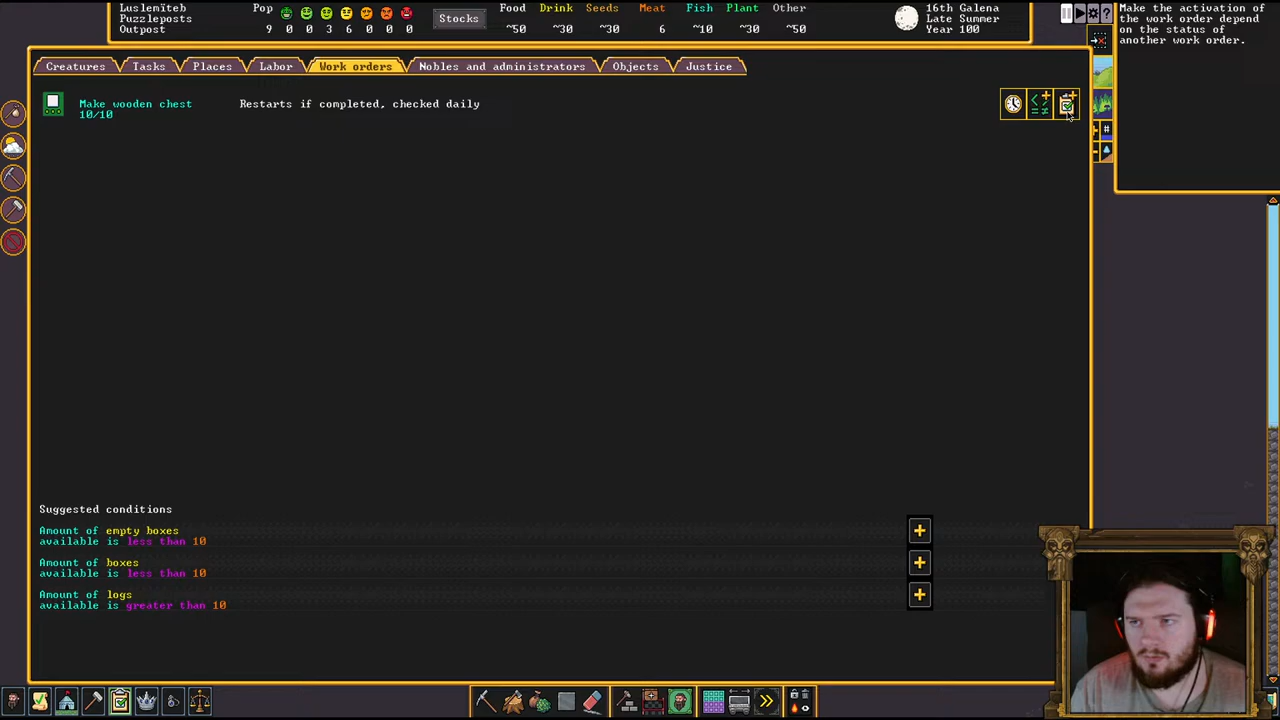 Luslemiteb
Puzzleposts
Outpost
Pop
9 0 0 3 6 0 0 0
Stocks
Food Drink Seeds Meat Fish Plant Other
~50 ~30 ~30 6 ~10 ~30 ~50
16th Galena
Late Summer
Year 100
Make the activation of
the work order depend
on the status of
another work order.
Creatures Tasks Places Labor Work orders Nobles and administrators Objects Justice
Make wooden chest
10/10
Restarts if completed, checked daily
Suggested conditions
Amount of empty boxes
available is less than 10
Amount of boxes
available is less than 10
Amount of logs
available is greater than 10